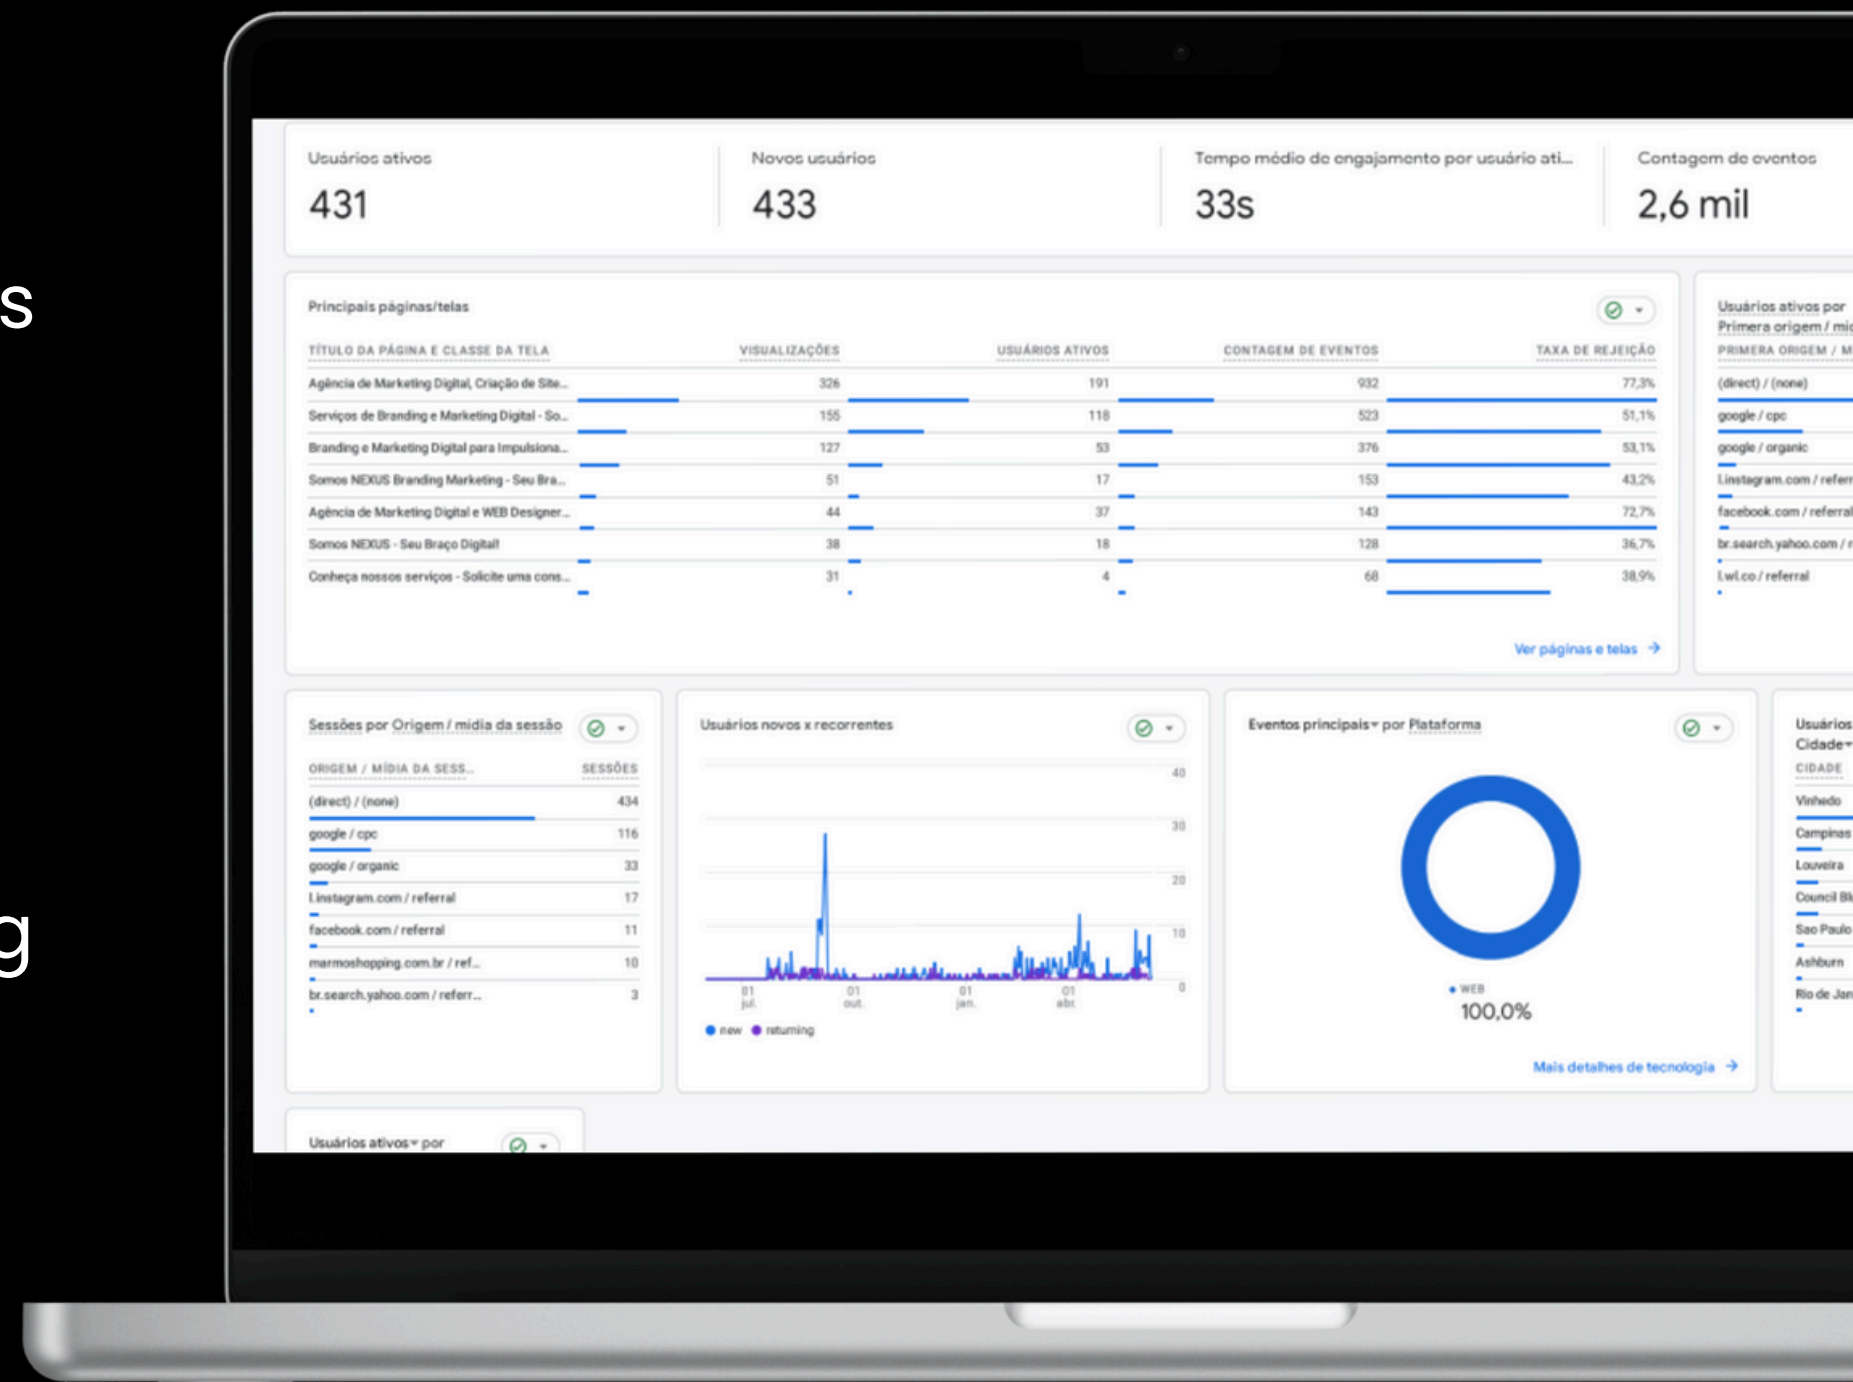 s
g
Usuários ativos
431
Novos usuários
433
Tempo médio de engajamento por usuário ati...
33s
Contagem de eventos
2,6 mil
Principais páginas/telas
TÍTULO DA PÁGINA E CLASSE DA TELA VISUALIZAÇÕES USUÁRIOS ATIVOS CONTAGEM DE EVENTOS TAXA DE REJEIÇÃO
Agência de Marketing Digital, Criação de Site... 326 191 932 77,3%
Serviços de Branding e Marketing Digital - So... 155 118 523 51,1%
Branding e Marketing Digital para Impulsiona... 127 53 376 53,1%
Somos NEXUS Branding Marketing - Seu Bra... 51 17 153 43,2%
Agência de Marketing Digital e WEB Designer... 44 37 143 72,7%
Somos NEXUS - Seu Braço Digital! 38 18 128 36,7%
Conheça nossos serviços - Solicite uma cons... 31 4 68 38,9%
Ver páginas e telas
Usuários ativos por
Primera origem / mid
PRIMERA ORIGEM / M
(direct) / (none)
google / cpc
google / organic
l.instagram.com / referr
facebook.com / referral
br.search.yahoo.com / r
l.wl.co / referral
Sessões por Origem / mídia da sessão
ORIGEM / MÍDIA DA SESS... SESSÕES
(direct) / (none) 434
google / cpc 116
google / organic 33
l.instagram.com / referral 17
facebook.com / referral 11
marmoshopping.com.br / ref... 10
br.search.yahoo.com / referr... 3
Usuários novos x recorrentes
40
30
20
10
0
01 jul.
01 out.
01 jan.
01 abr.
new returning
Eventos principais por Plataforma
WEB
100,0%
Mais detalhes de tecnologia
Usuários
Cidade
CIDADE
Vinhedo
Campinas
Louveira
Council Bl
Sao Paulo
Ashburn
Rio de Jan
Usuários ativos por